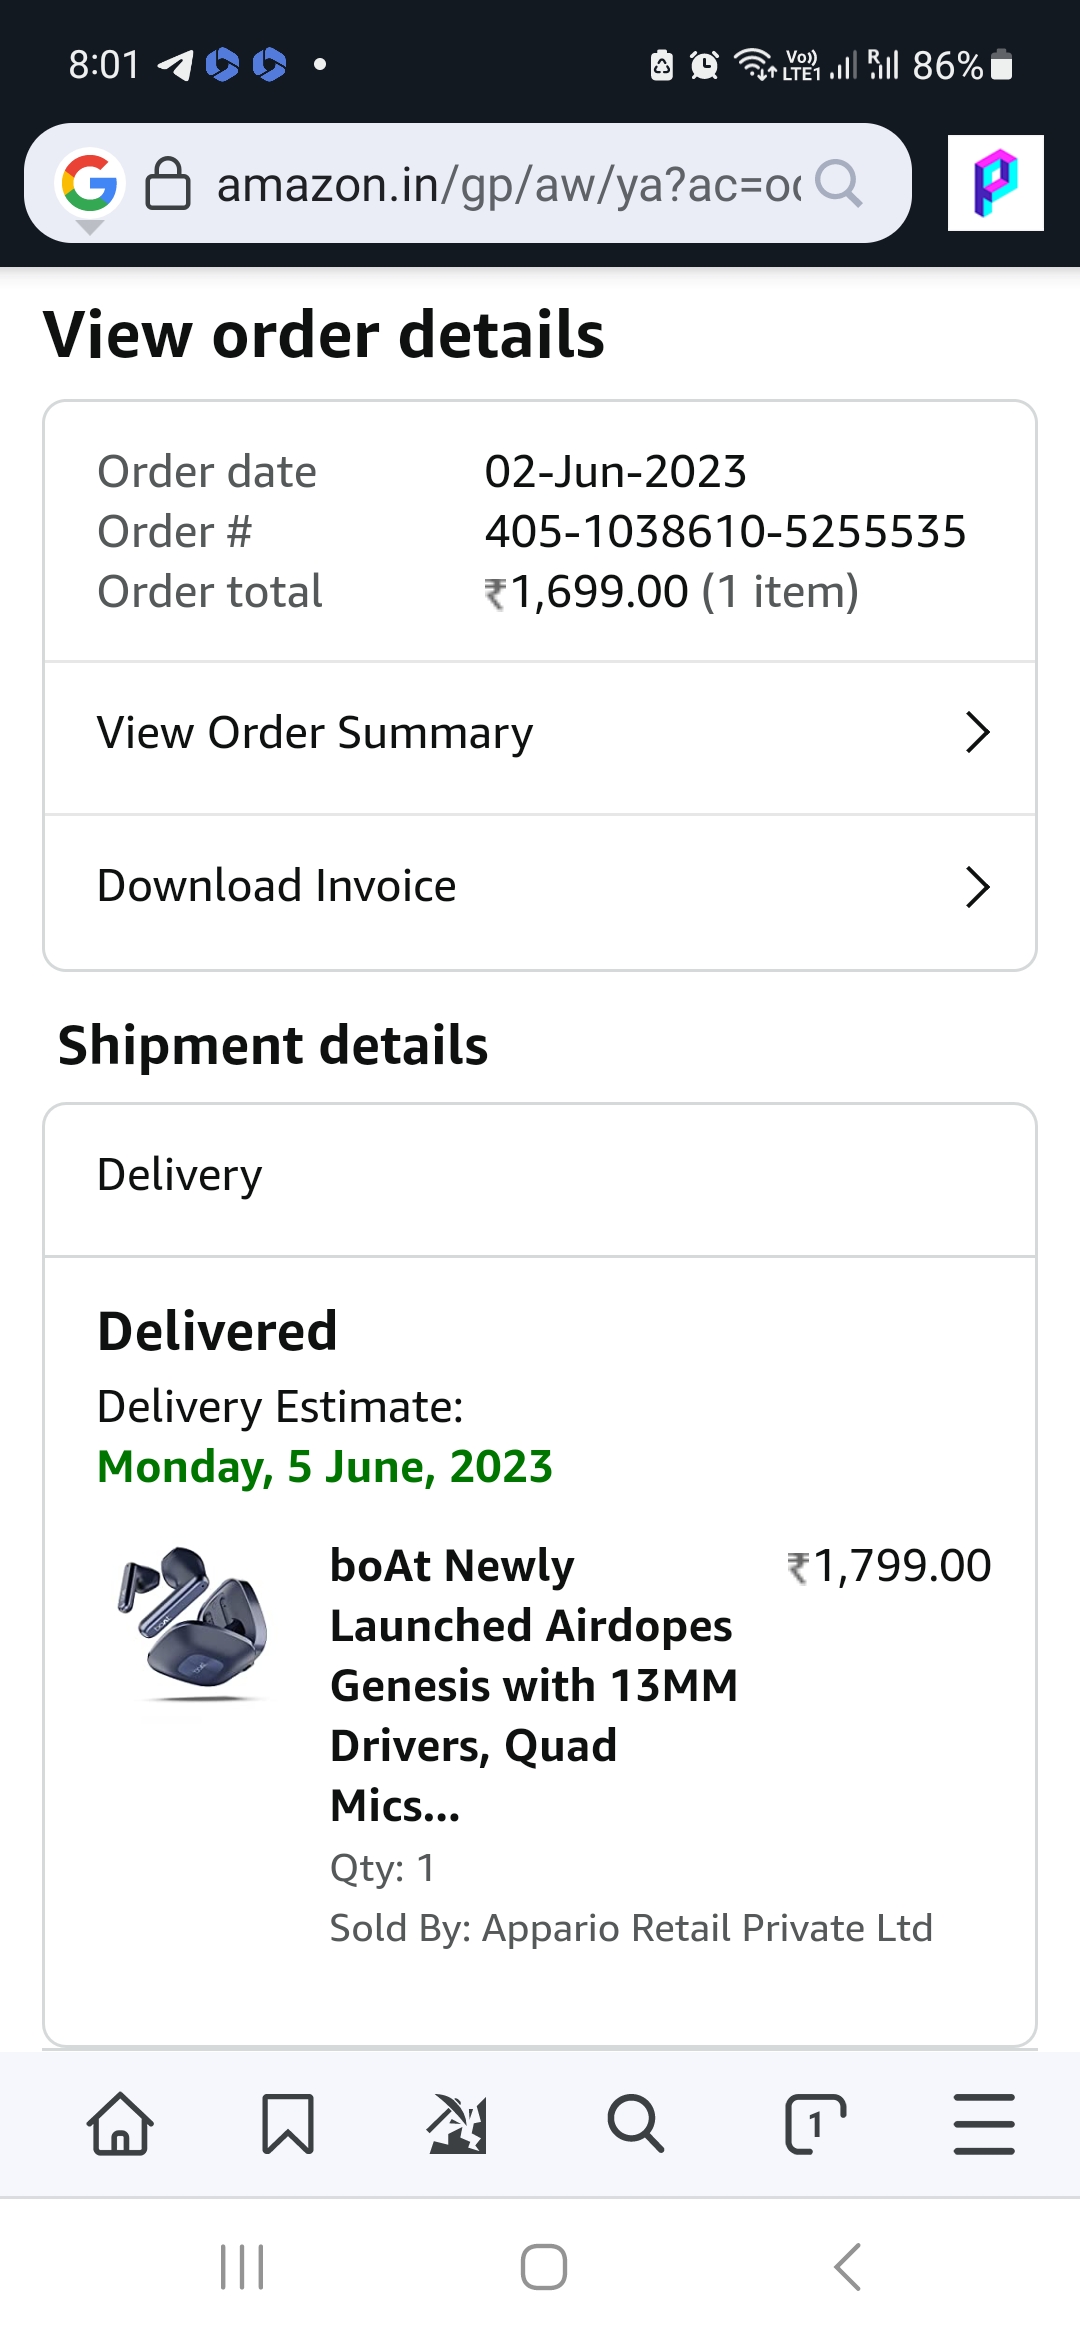 8:01
Vo)) LTE1 R 86%
amazon.in/gp/aw/ya?ac=o
View order details
Order date 02-Jun-2023
Order # 405-1038610-5255535
Order total ₹1,699.00 (1 item)
View Order Summary
Download Invoice
Shipment details
Delivery
Delivered
Delivery Estimate:
Monday, 5 June, 2023
boAt Newly ₹1,799.00
Launched Airdopes
Genesis with 13MM
Drivers, Quad
Mics...
Qty: 1
Sold By: Appario Retail Private Ltd
1